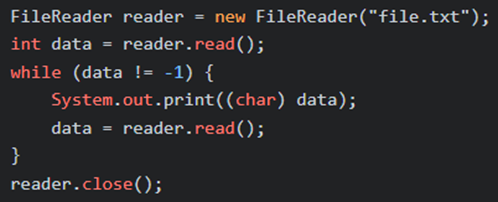 FileReader reader = new FileReader("file.txt");
int data = reader.read();
while (data != -1) {
    System.out.print((char) data);
    data = reader.read();
}
reader.close();